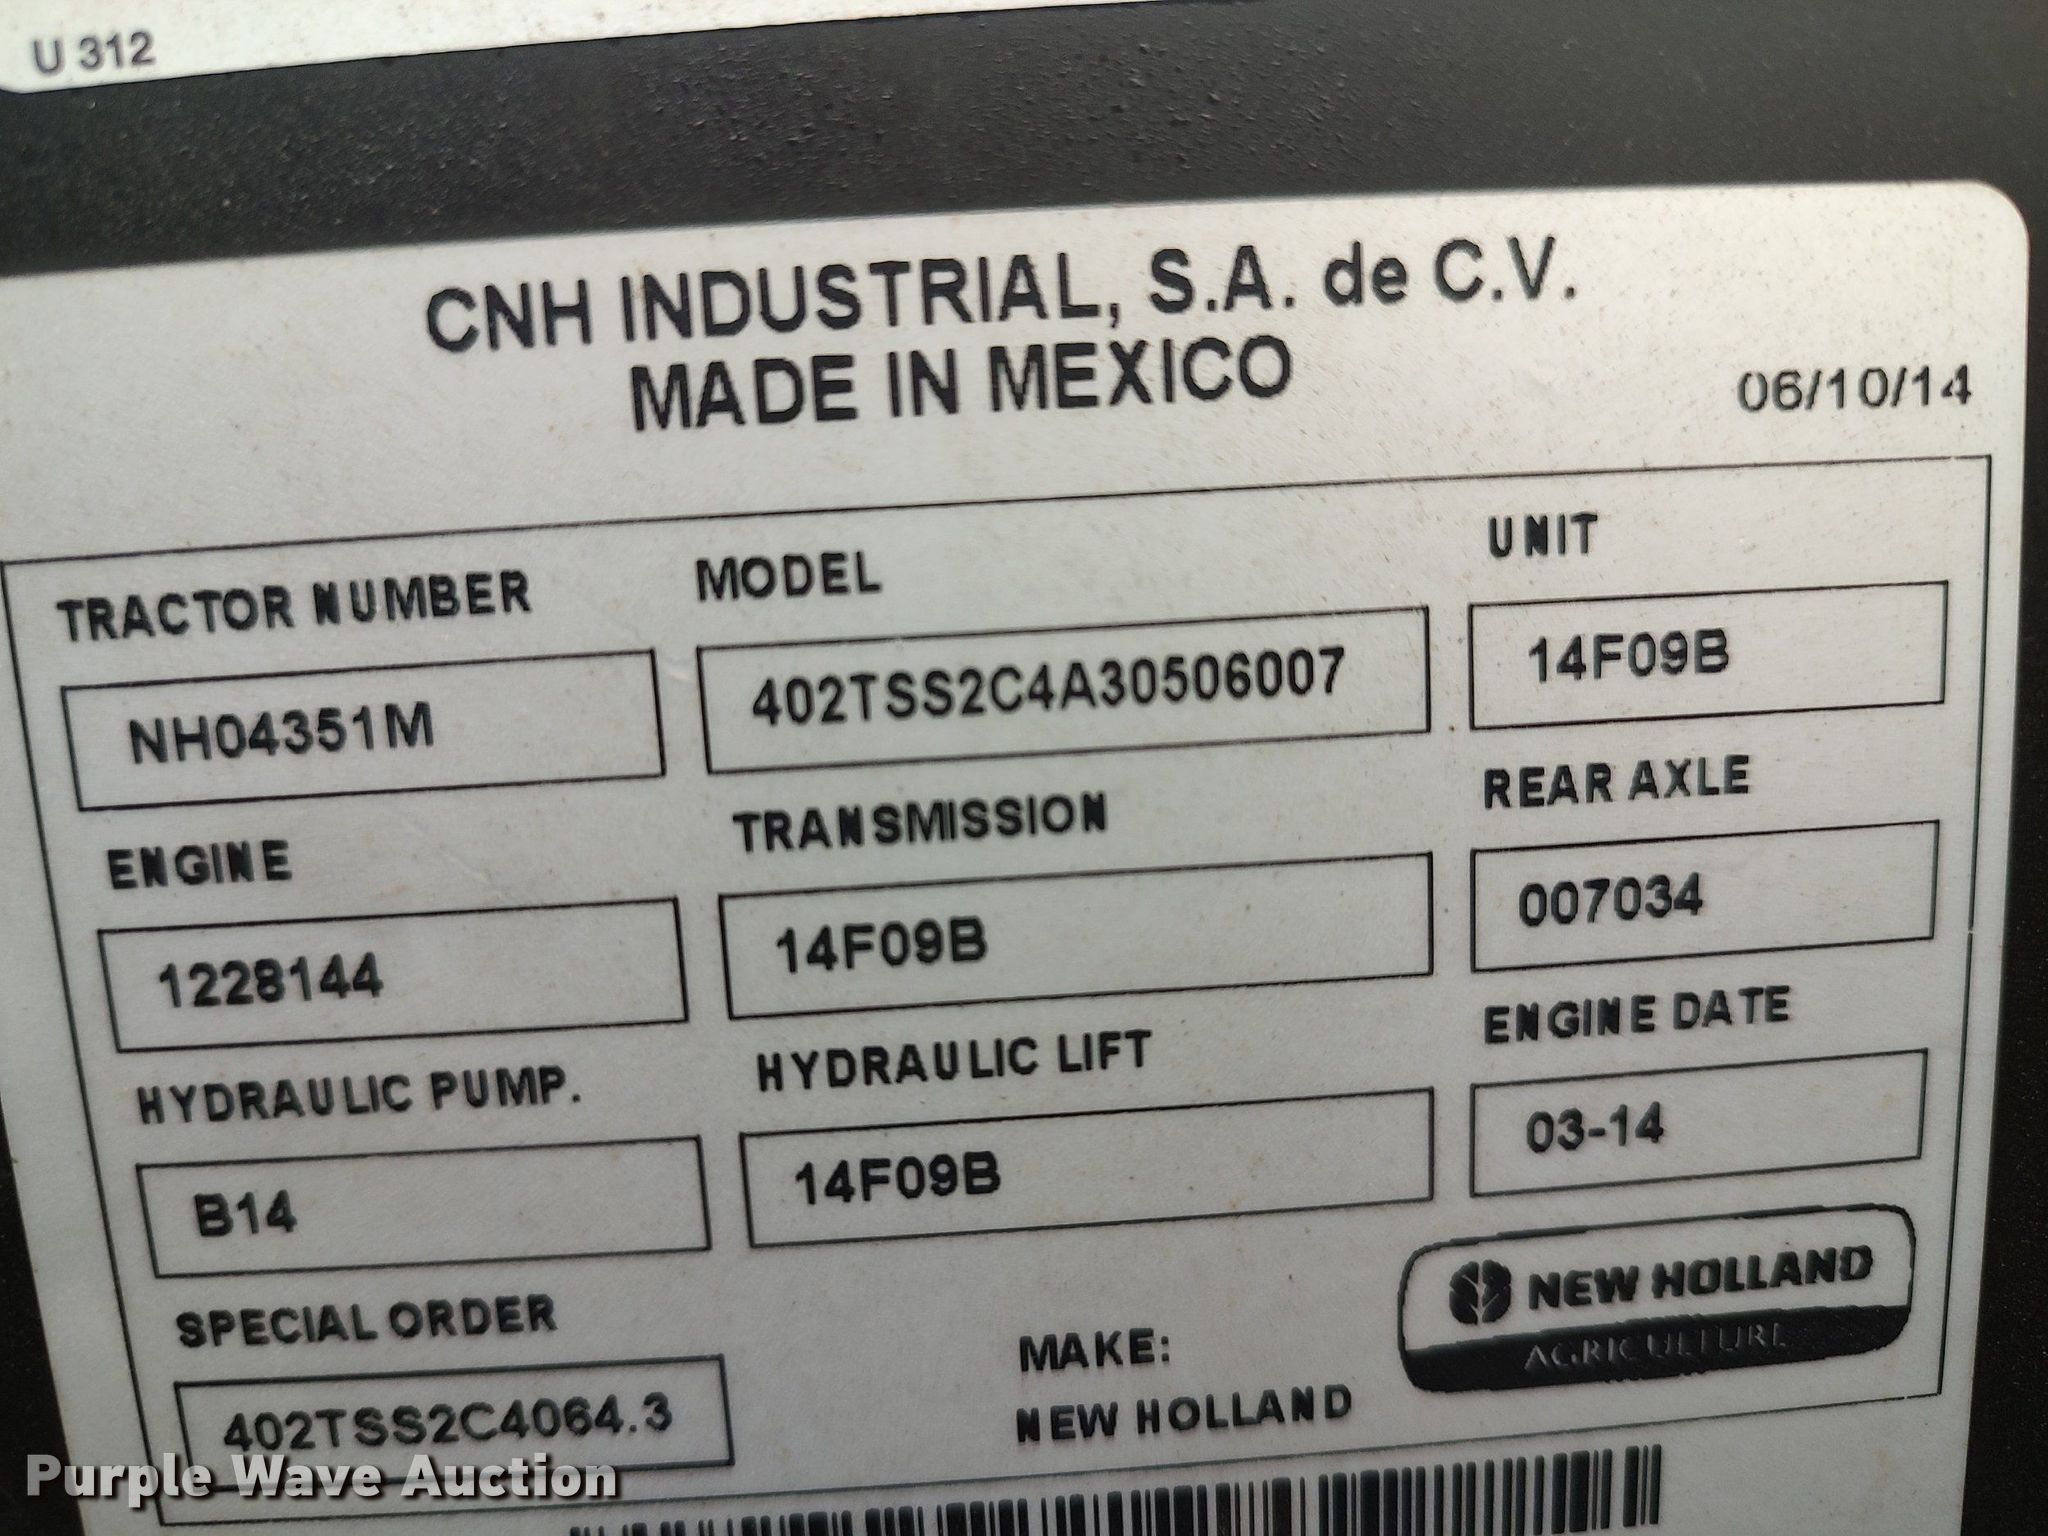 U 312
CNH INDUSTRIAL, S.A. de C.V.
MADE IN MEXICO
06/10/14
TRACTOR NUMBER MODEL UNIT
NH04351M 402TSS2C4A30506007 14F09B
ENGINE TRANSMISSION REAR AXLE
1228144 14F09B 007034
HYDRAULIC PUMP. HYDRAULIC LIFT ENGINE DATE
B14 14F09B 03-14
SPECIAL ORDER
402TSS2C4064.3
MAKE:
NEW HOLLAND
NEW HOLLAND
AGRICULTURE
Purple Wave Auction